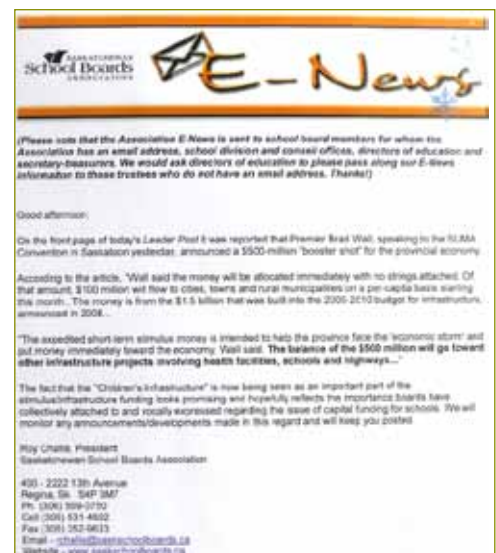 SASKATCHEWAN
School Boards
ASSOCIATION
E-News
(Please note that the Association E-News is sent to school board members for whom the
Association has an email address, school division and conseil offices, directors of education and
secretary-treasurers. We would ask directors of education to please pass along our E-News
information to those trustees who do not have an email address. Thanks!)
Good afternoon:
On the front page of today's Leader Post it was reported that Premier Brad Wall, speaking to the SUMA
Convention in Saskatoon yesterday, announced a $500-million "booster shot" for the provincial economy.
According to the article, "Wall said the money will be allocated immediately with no strings attached. Of
that amount, $100 million will flow to cities, towns and rural municipalities on a per-capita basis starting
this month. The money is from the $1.5 billion that was built into the 2009-2010 budget for infrastructure,
announced in 2008...
"The expedited short-term stimulus money is intended to help the province face the 'economic storm' and
put money immediately toward the economy, Wall said. The balance of the $500 million will go toward
other infrastructure projects involving health facilities, schools and highways..."
The fact that the "Children's Infrastructure" is now being seen as an important part of the
stimulus/infrastructure funding looks promising and hopefully reflects the importance boards have
collectively attached to and vocally expressed regarding the issue of capital funding for schools. We will
monitor any announcements/developments made in this regard and will keep you posted.
Roy Challis, President
Saskatchewan School Boards Association
400 - 2222 13th Avenue
Regina, Sk. S4P 3M7
Ph. (306)
Cell (306)
Fax (306) 352-9633
Email - rchallis@saskschoolboards.ca
Website - www.saskschoolboards.ca